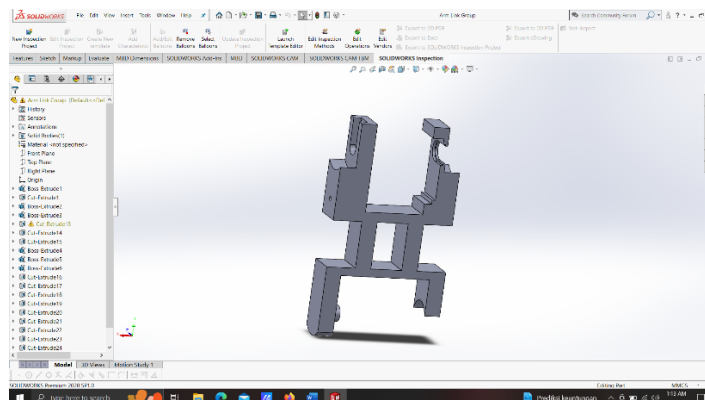 SOLIDWORKS File Edit View Insert Tools Window Help Arm Link Group Search Community Forum
New Inspection Project Edit Inspection Project Create New template Add Characteristic Add/Edit Balloons Remove Balloons Select Balloons Update Inspection Project Launch Template Editor Edit Inspection Methods Edit Operations Edit Vendors
Export to 2D PDF Export to 3D PDF Net-Inspect
Export to Excel Export eDrawing
Export to SOLIDWORKS Inspection Project
Features Sketch Markup Evaluate MBD Dimensions SOLIDWORKS Add-Ins MBD SOLIDWORKS CAM SOLIDWORKS CAM TBM SOLIDWORKS Inspection
Arm Link Group
History
Sensors
Annotations
Solid Bodies(1)
Material <not specified>
Front Plane
Top Plane
Right Plane
Origin
Boss-Extrude1
Cut-Extrude1
Boss-Extrude2
Boss-Extrude3
Cut-Extrude13
Cut-Extrude14
Cut-Extrude15
Boss-Extrude4
Boss-Extrude5
Boss-Extrude6
Cut-Extrude16
Cut-Extrude17
Cut-Extrude18
Cut-Extrude19
Cut-Extrude20
Cut-Extrude21
Cut-Extrude22
Cut-Extrude23
Cut-Extrude24
Model 3D Views Motion Study 1
SOLIDWORKS Premium 2020 SP1.0 Editing Part MMGS
Type here to search Prediksi keuntungan 1:13 AM